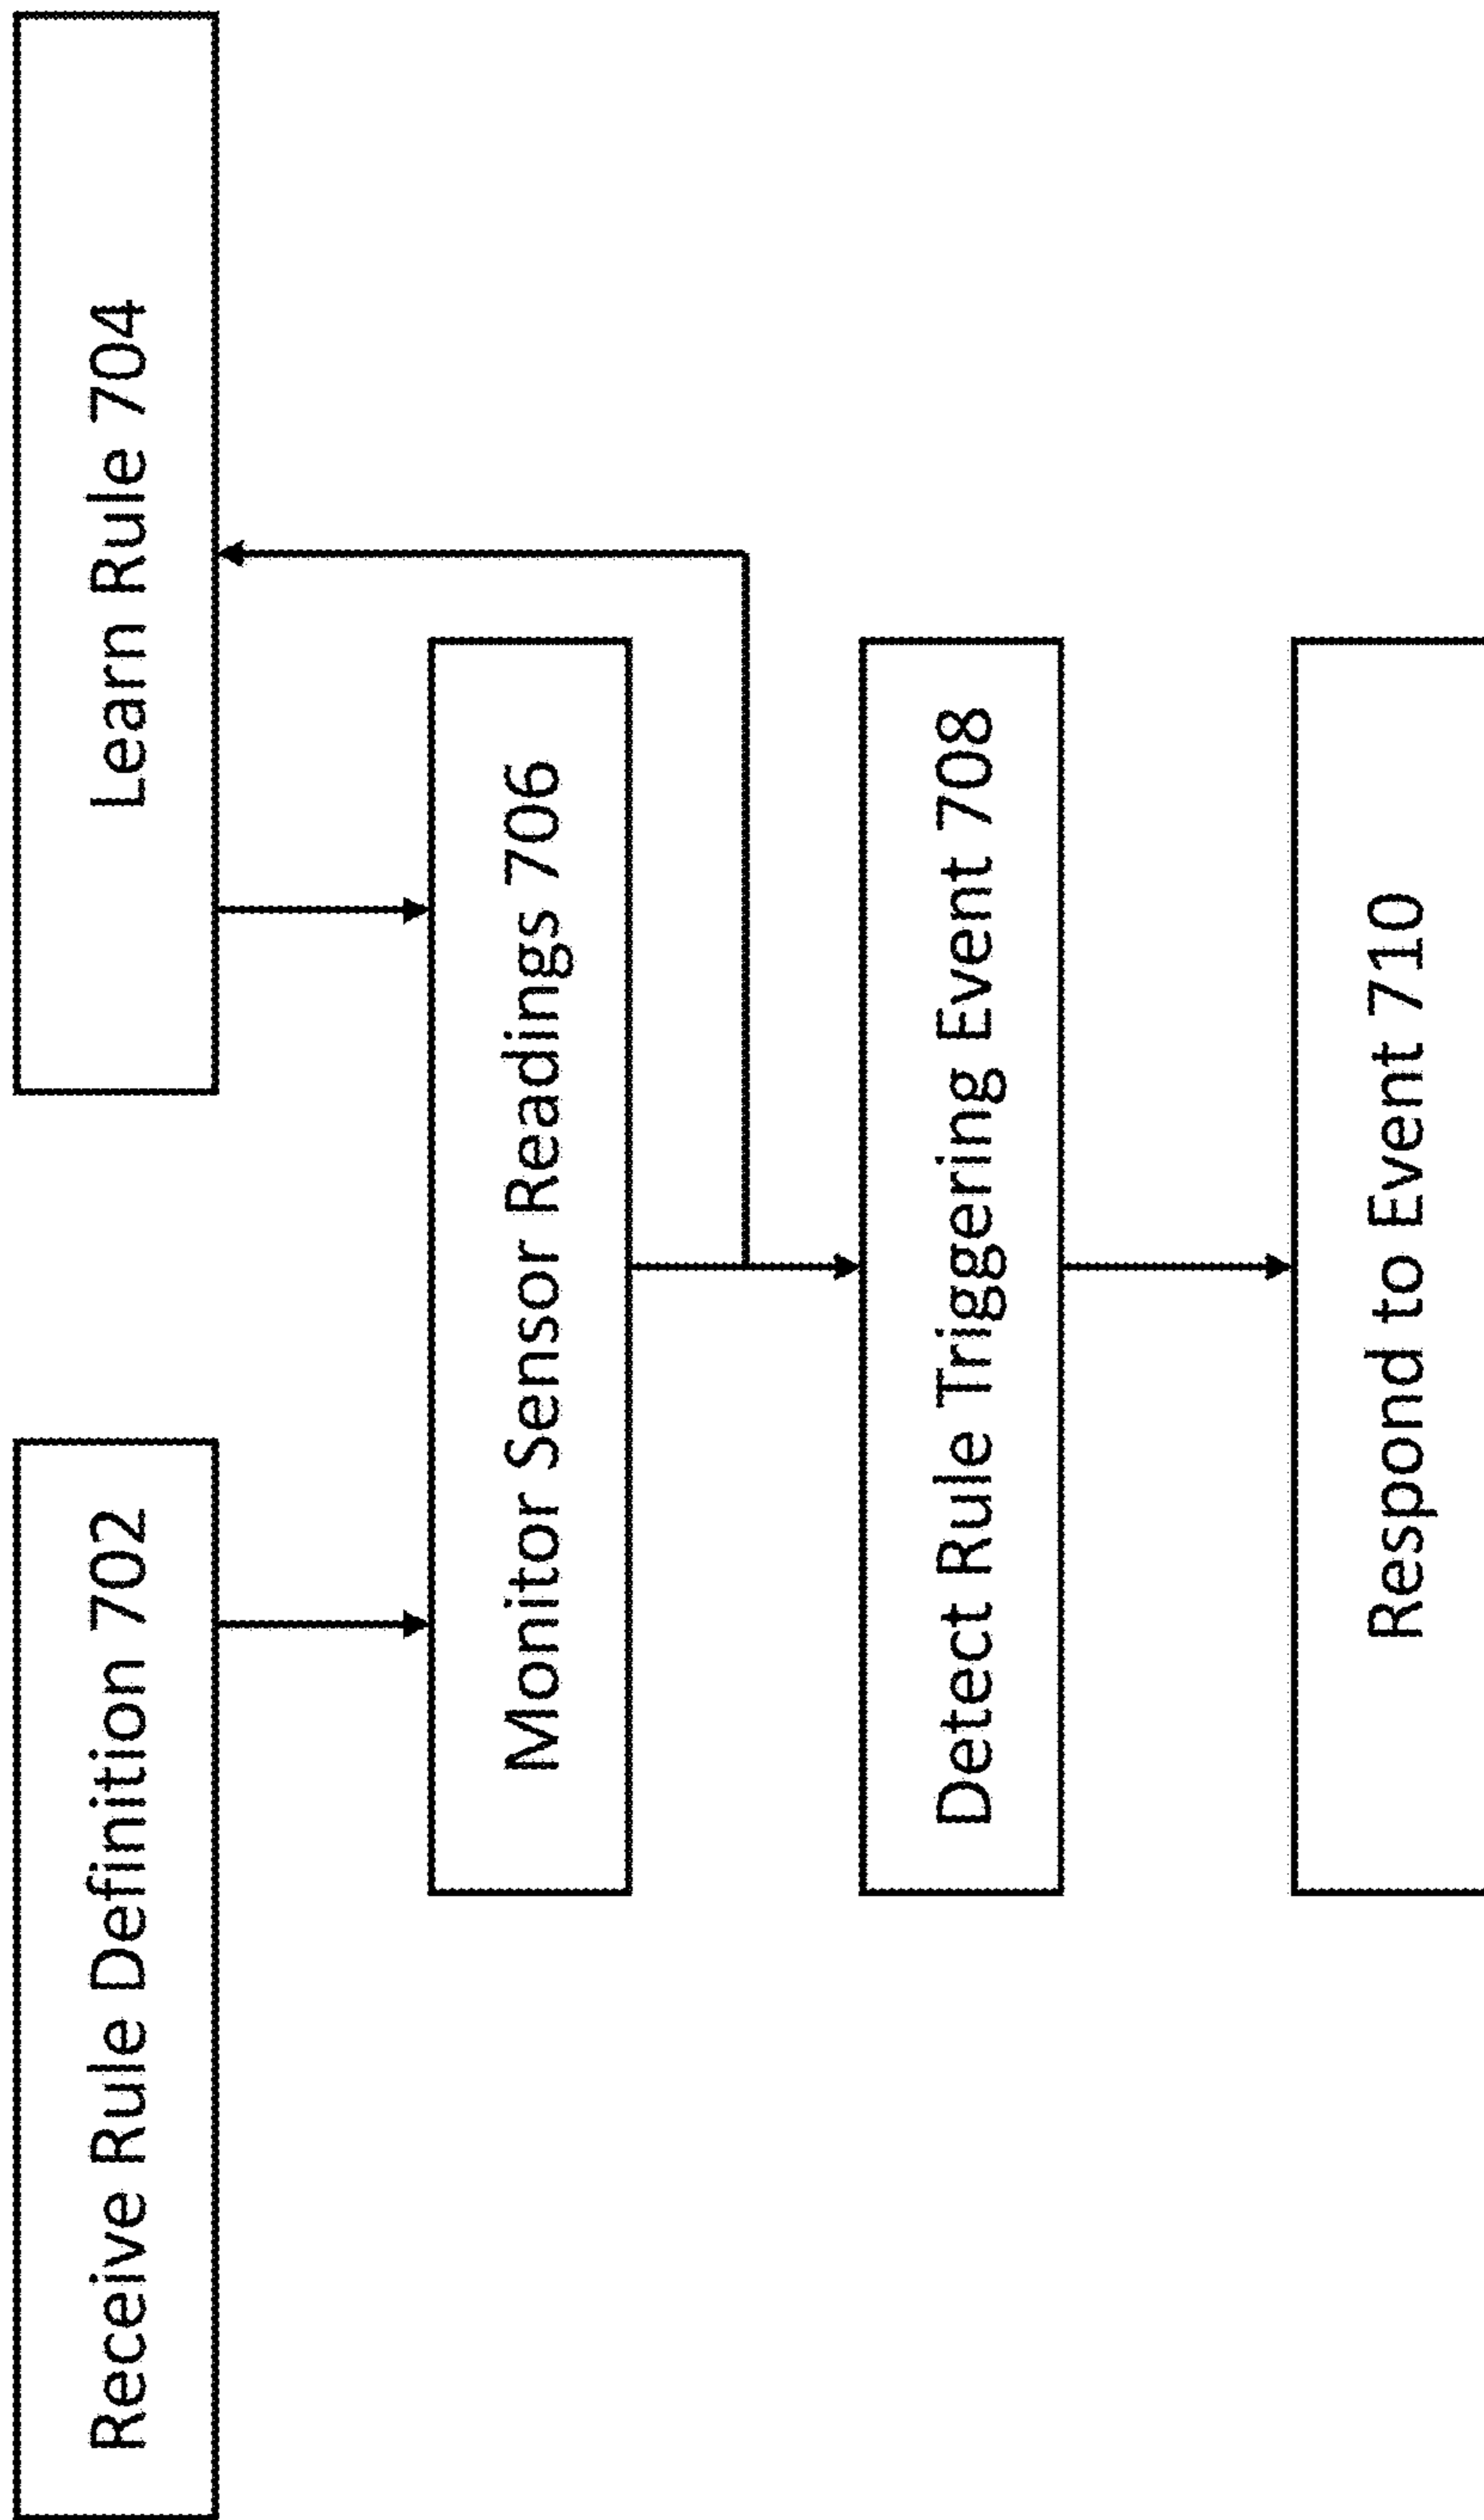 Receive Rule Definition 702
Learn Rule 704
Monitor Sensor Readings 706
Detect Rule Triggering Event 708
Respond to Event 710